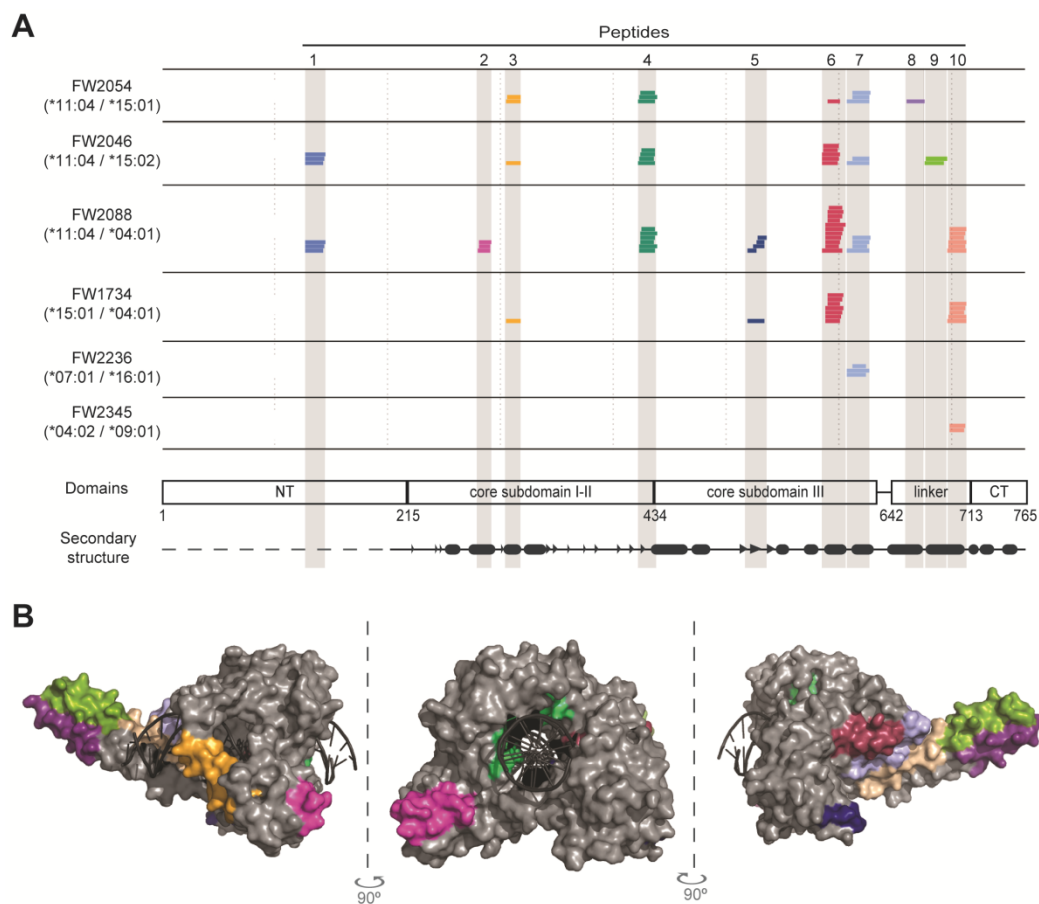 A
Peptides
1 2 3 4 5 6 7 8 9 10
FW2054
(*11:04 / *15:01)
FW2046
(*11:04 / *15:02)
FW2088
(*11:04 / *04:01)
FW1734
(*15:01 / *04:01)
FW2236
(*07:01 / *16:01)
FW2345
(*04:02 / *09:01)
Domains NT core subdomain I-II core subdomain III linker CT
1 215 434 642 713 765
Secondary
structure
B
90º 90º